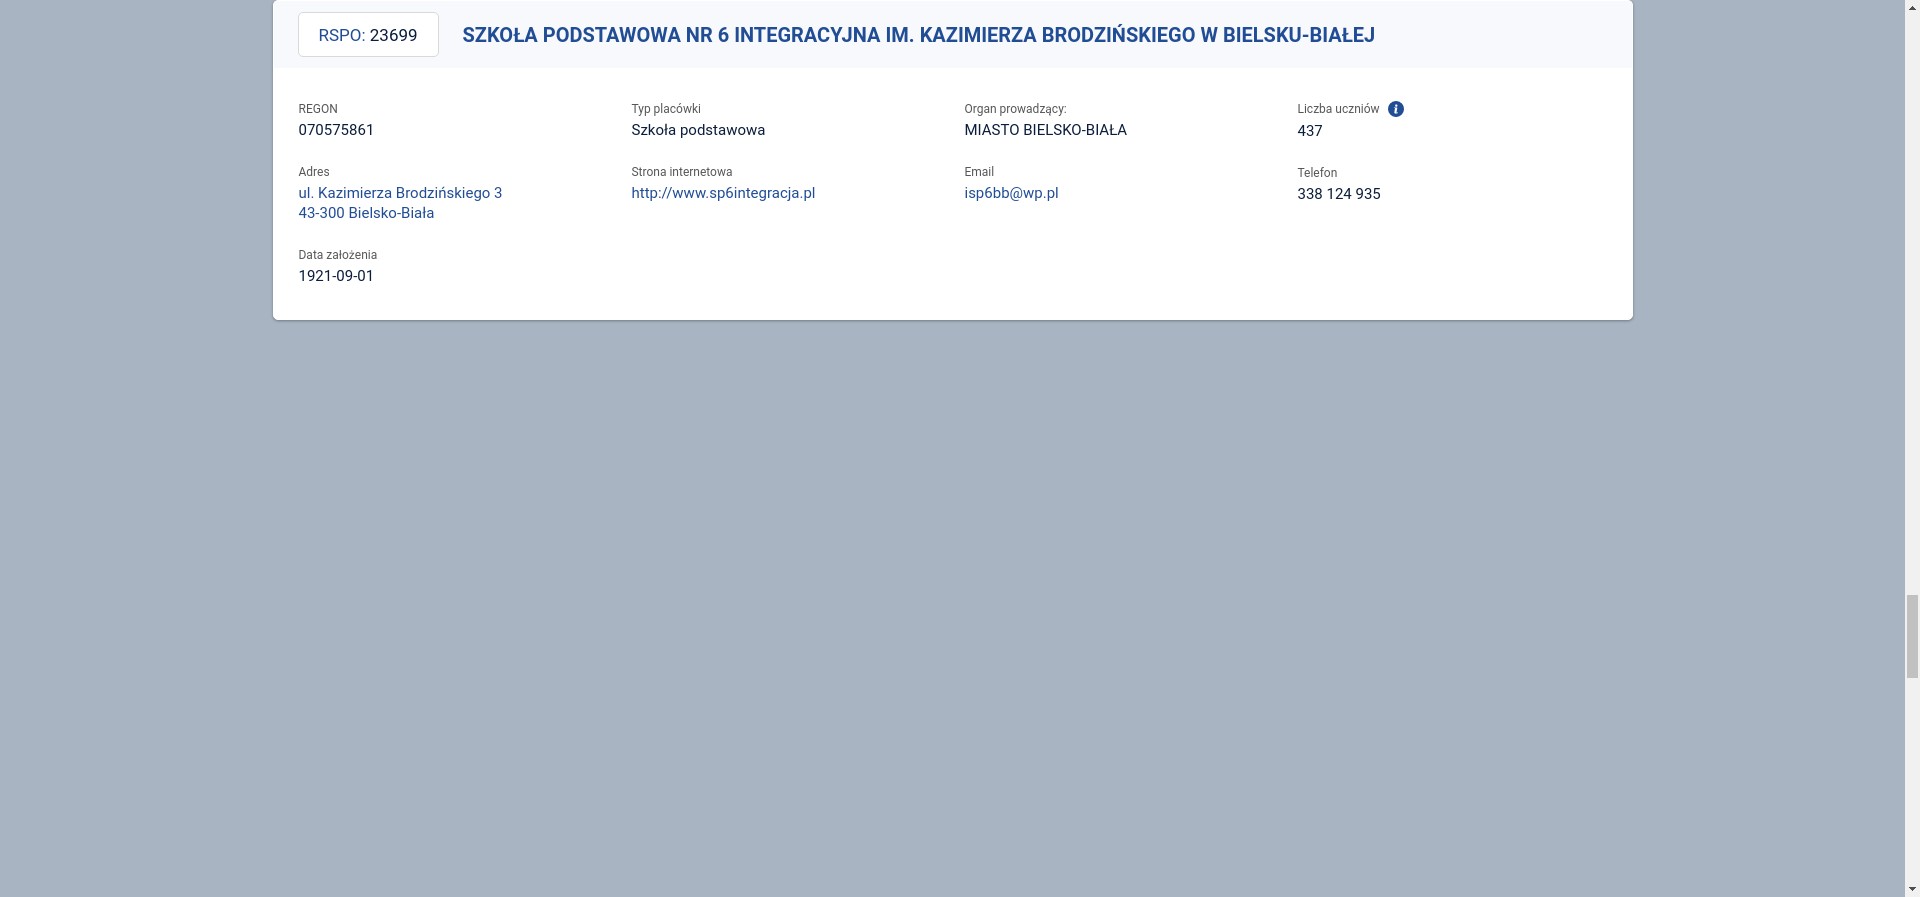 RSPO: 23699
SZKOŁA PODSTAWOWA NR 6 INTEGRACYJNA IM. KAZIMIERZA BRODZIŃSKIEGO W BIELSKU-BIAŁEJ
REGON
070575861
Typ placówki
Szkoła podstawowa
Organ prowadzący:
MIASTO BIELSKO-BIAŁA
Liczba uczniów
437
Adres
ul. Kazimierza Brodzińskiego 3
43-300 Bielsko-Biała
Strona internetowa
http://www.sp6integracja.pl
Email
isp6bb@wp.pl
Telefon
338 124 935
Data założenia
1921-09-01